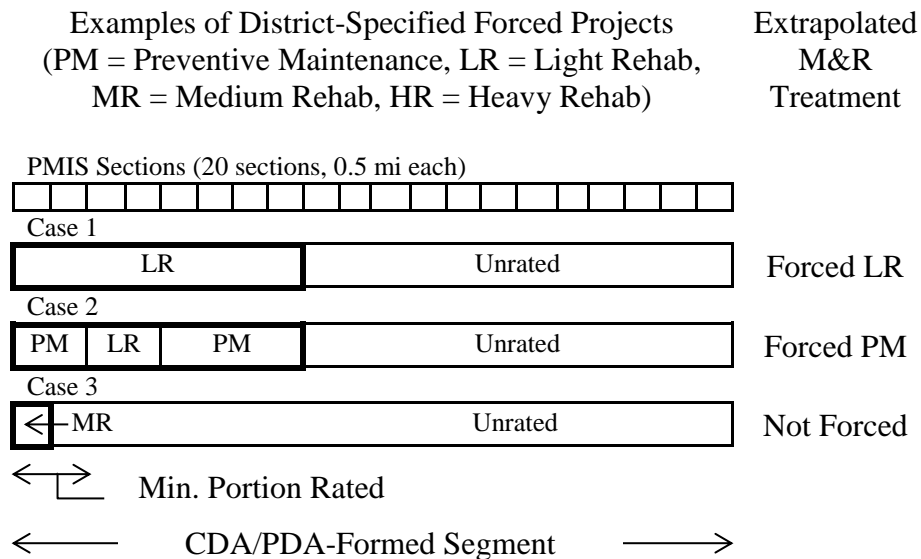 Examples of District-Specified Forced Projects
(PM = Preventive Maintenance, LR = Light Rehab,
MR = Medium Rehab, HR = Heavy Rehab)
Extrapolated
M&R
Treatment
PMIS Sections (20 sections, 0.5 mi each)
Case 1
LR Unrated Forced LR
Case 2
PM LR PM Unrated Forced PM
Case 3
MR Unrated Not Forced
Min. Portion Rated
CDA/PDA-Formed Segment